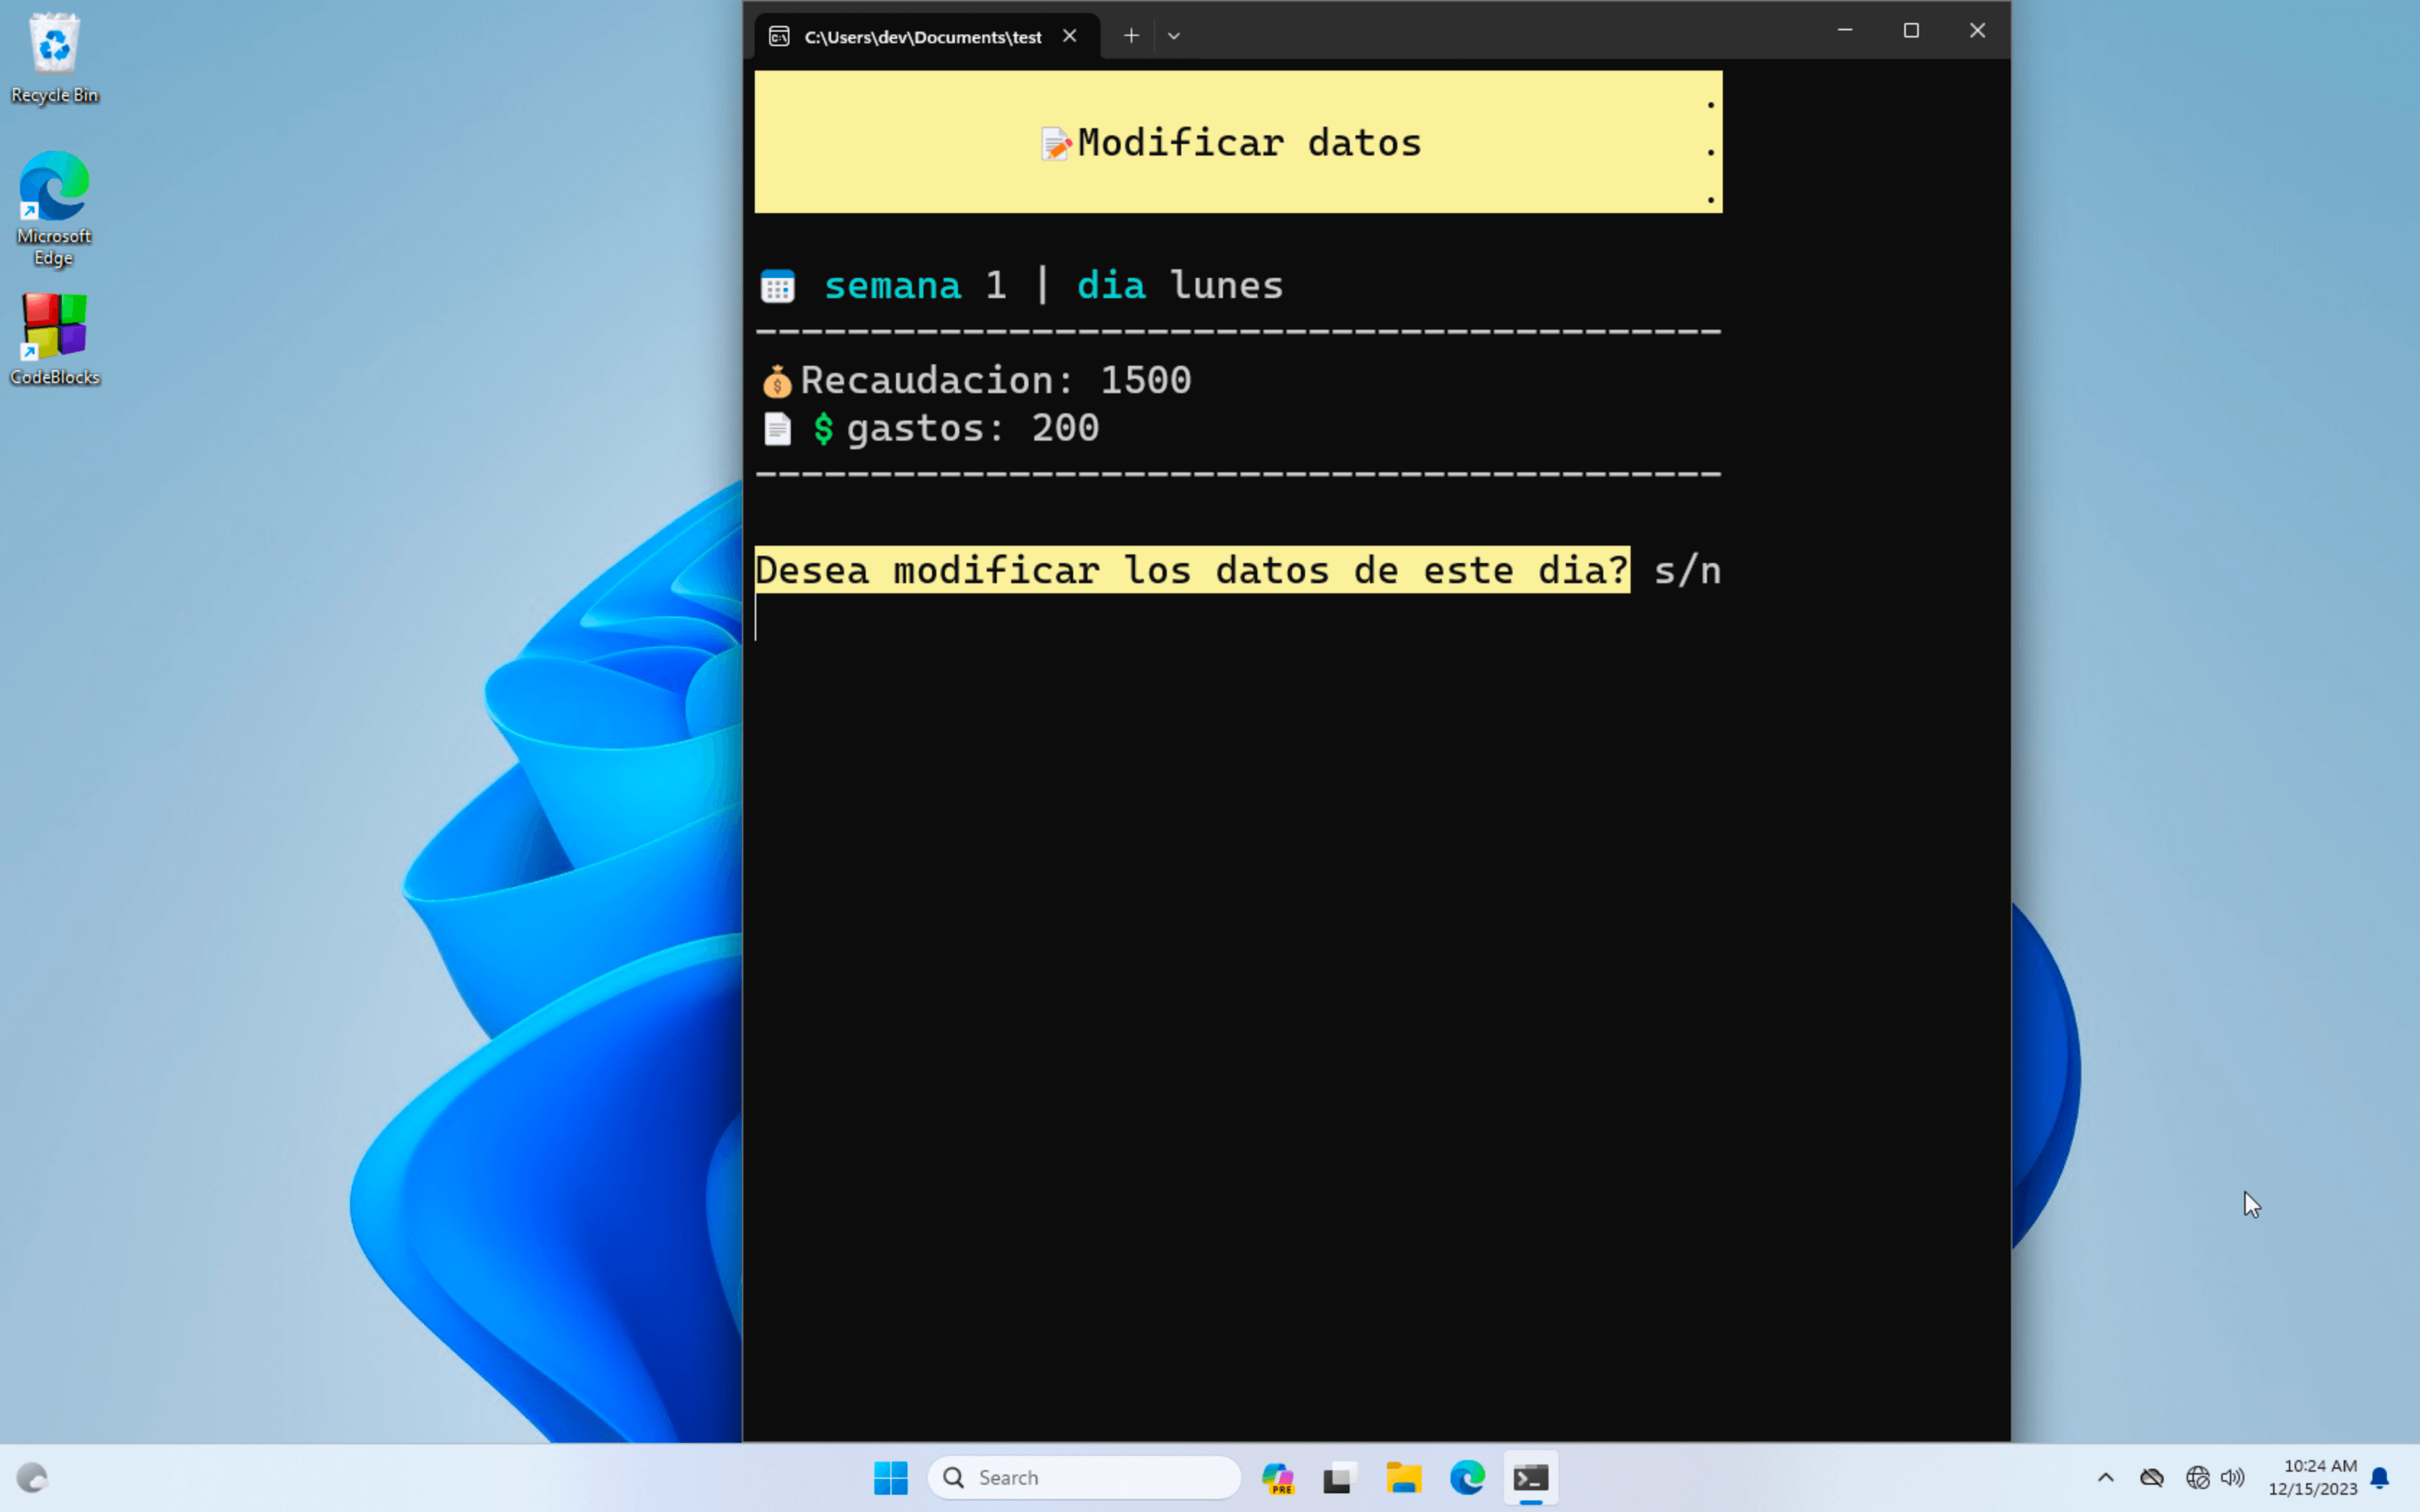 Recycle Bin
Microsoft
Edge
CodeBlocks
C:\Users\dev\Documents\test
.
📝Modificar datos
.
.
semana 1 | dia lunes
------------------------------------------
💰Recaudacion: 1500
📄 $ gastos: 200
------------------------------------------
Desea modificar los datos de este dia? s/n
Search
PRE
10:24 AM
12/15/2023